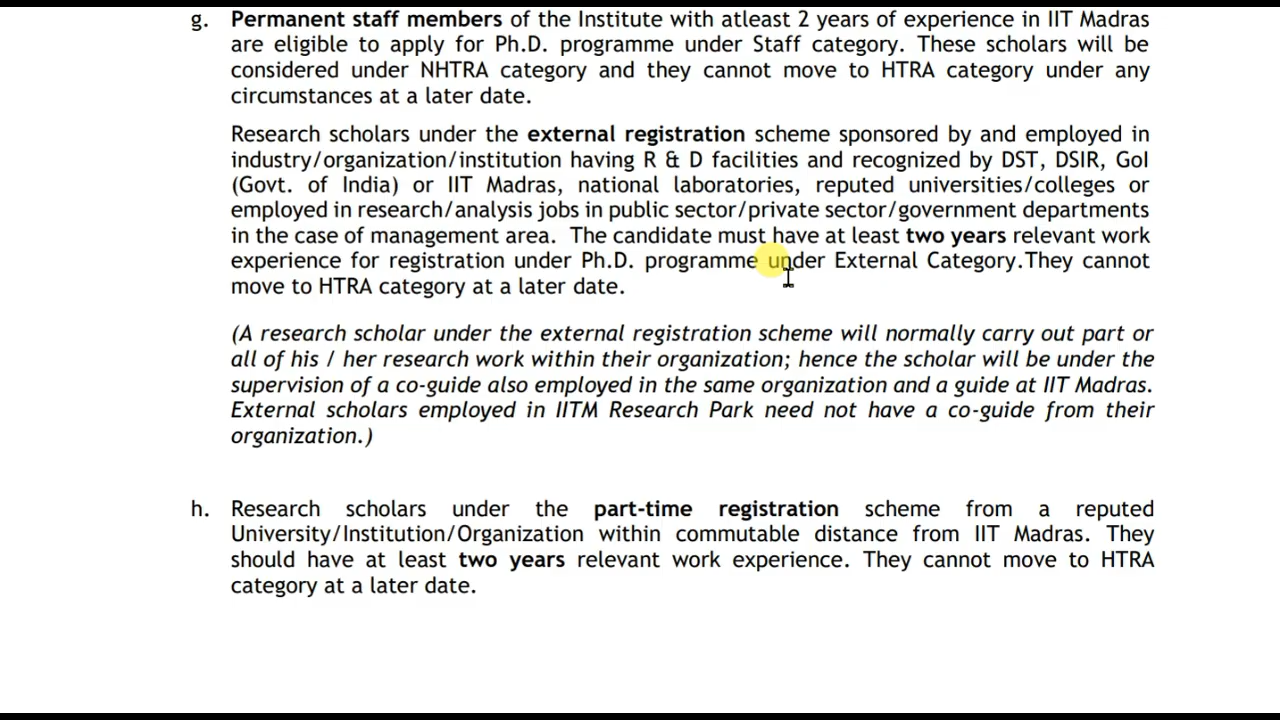 g. Permanent staff members of the Institute with atleast 2 years of experience in IIT Madras
are eligible to apply for Ph.D. programme under Staff category. These scholars will be
considered under NHTRA category and they cannot move to HTRA category under any
circumstances at a later date.
Research scholars under the external registration scheme sponsored by and employed in
industry/organization/institution having R & D facilities and recognized by DST, DSIR, GoI
(Govt. of India) or IIT Madras, national laboratories, reputed universities/colleges or
employed in research/analysis jobs in public sector/private sector/government departments
in the case of management area. The candidate must have at least two years relevant work
experience for registration under Ph.D. programme under External Category.They cannot
move to HTRA category at a later date.
(A research scholar under the external registration scheme will normally carry out part or
all of his / her research work within their organization; hence the scholar will be under the
supervision of a co-guide also employed in the same organization and a guide at IIT Madras.
External scholars employed in IITM Research Park need not have a co-guide from their
organization.)
h. Research scholars under the part-time registration scheme from a reputed
University/Institution/Organization within commutable distance from IIT Madras. They
should have at least two years relevant work experience. They cannot move to HTRA
category at a later date.